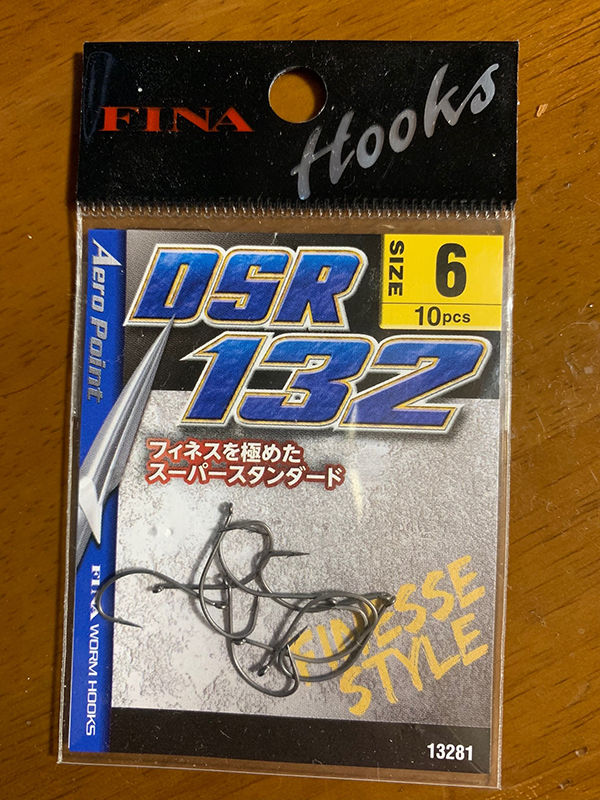 FINA
Hooks
Aero Point
DSR
132
SIZE
6
10pcs
フィネスを極めた
スーパースタンダード
FINESSE
STYLE
FINA WORM HOOKS
13281